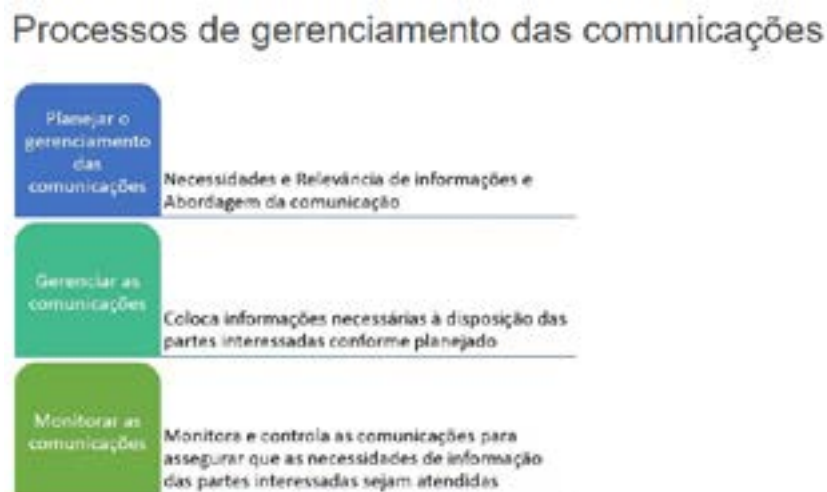 Processos de gerenciamento das comunicações
Planejar o
gerenciamento
das
comunicações
Necessidades e Relevância de informações e
Abordagem da comunicação
Gerenciar as
comunicações
Coloca informações necessárias à disposição das
partes interessadas conforme planejado
Monitorar as
comunicações
Monitora e controla as comunicações para
assegurar que as necessidades de informação
das partes interessadas sejam atendidas